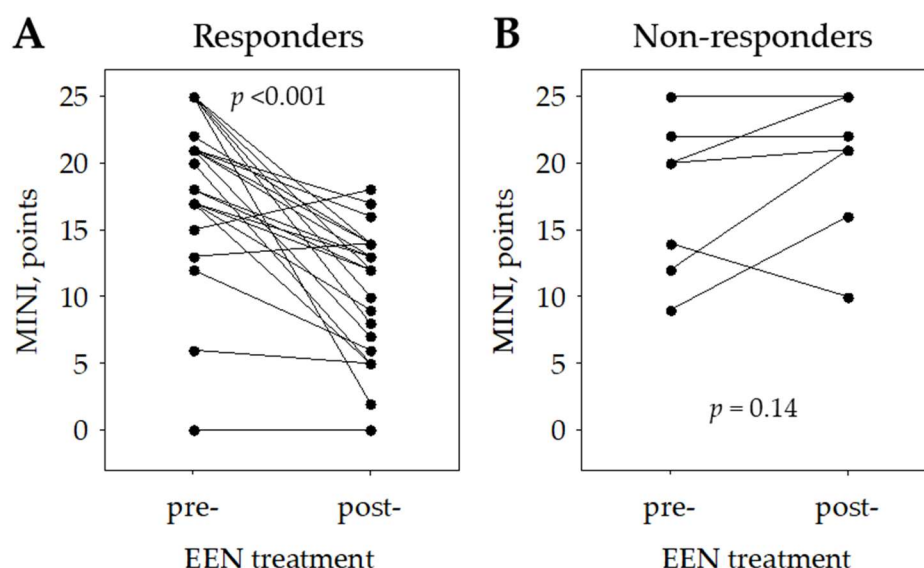 A Responders
MINI, points
25
20
15
10
5
0
p <0.001
pre- post-
EEN treatment
B Non-responders
MINI, points
25
20
15
10
5
0
p = 0.14
pre- post-
EEN treatment